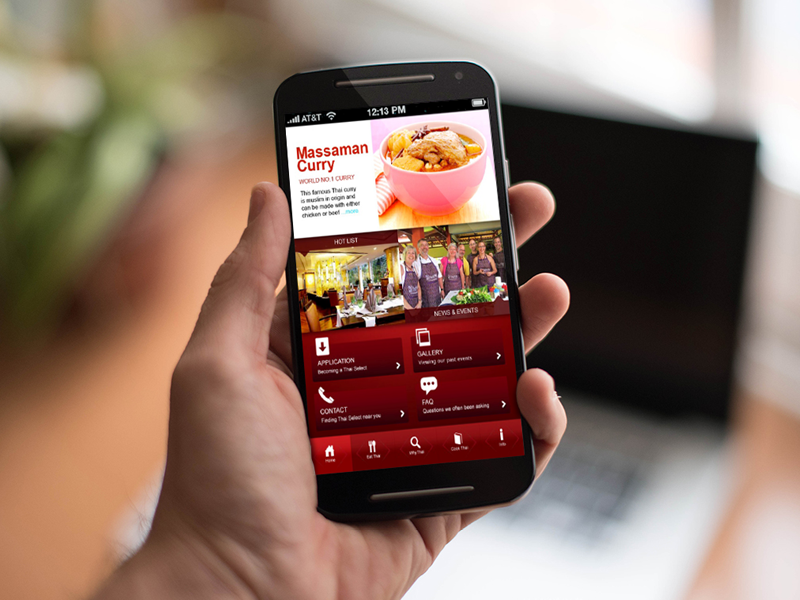 AT&T 12:13 PM
Massaman
Curry
WORLD NO.1 CURRY
This famous Thai curry
is muslim in origin and
can be made with either
chicken or beef ...more
HOT LIST
NEWS & EVENTS
APPLICATION
Becoming a Thai Select
GALLERY
Viewing our past events
CONTACT
Finding Thai Select near you
FAQ
Questions we often been asking
Home Eat Thai Why Thai Cook Thai Info